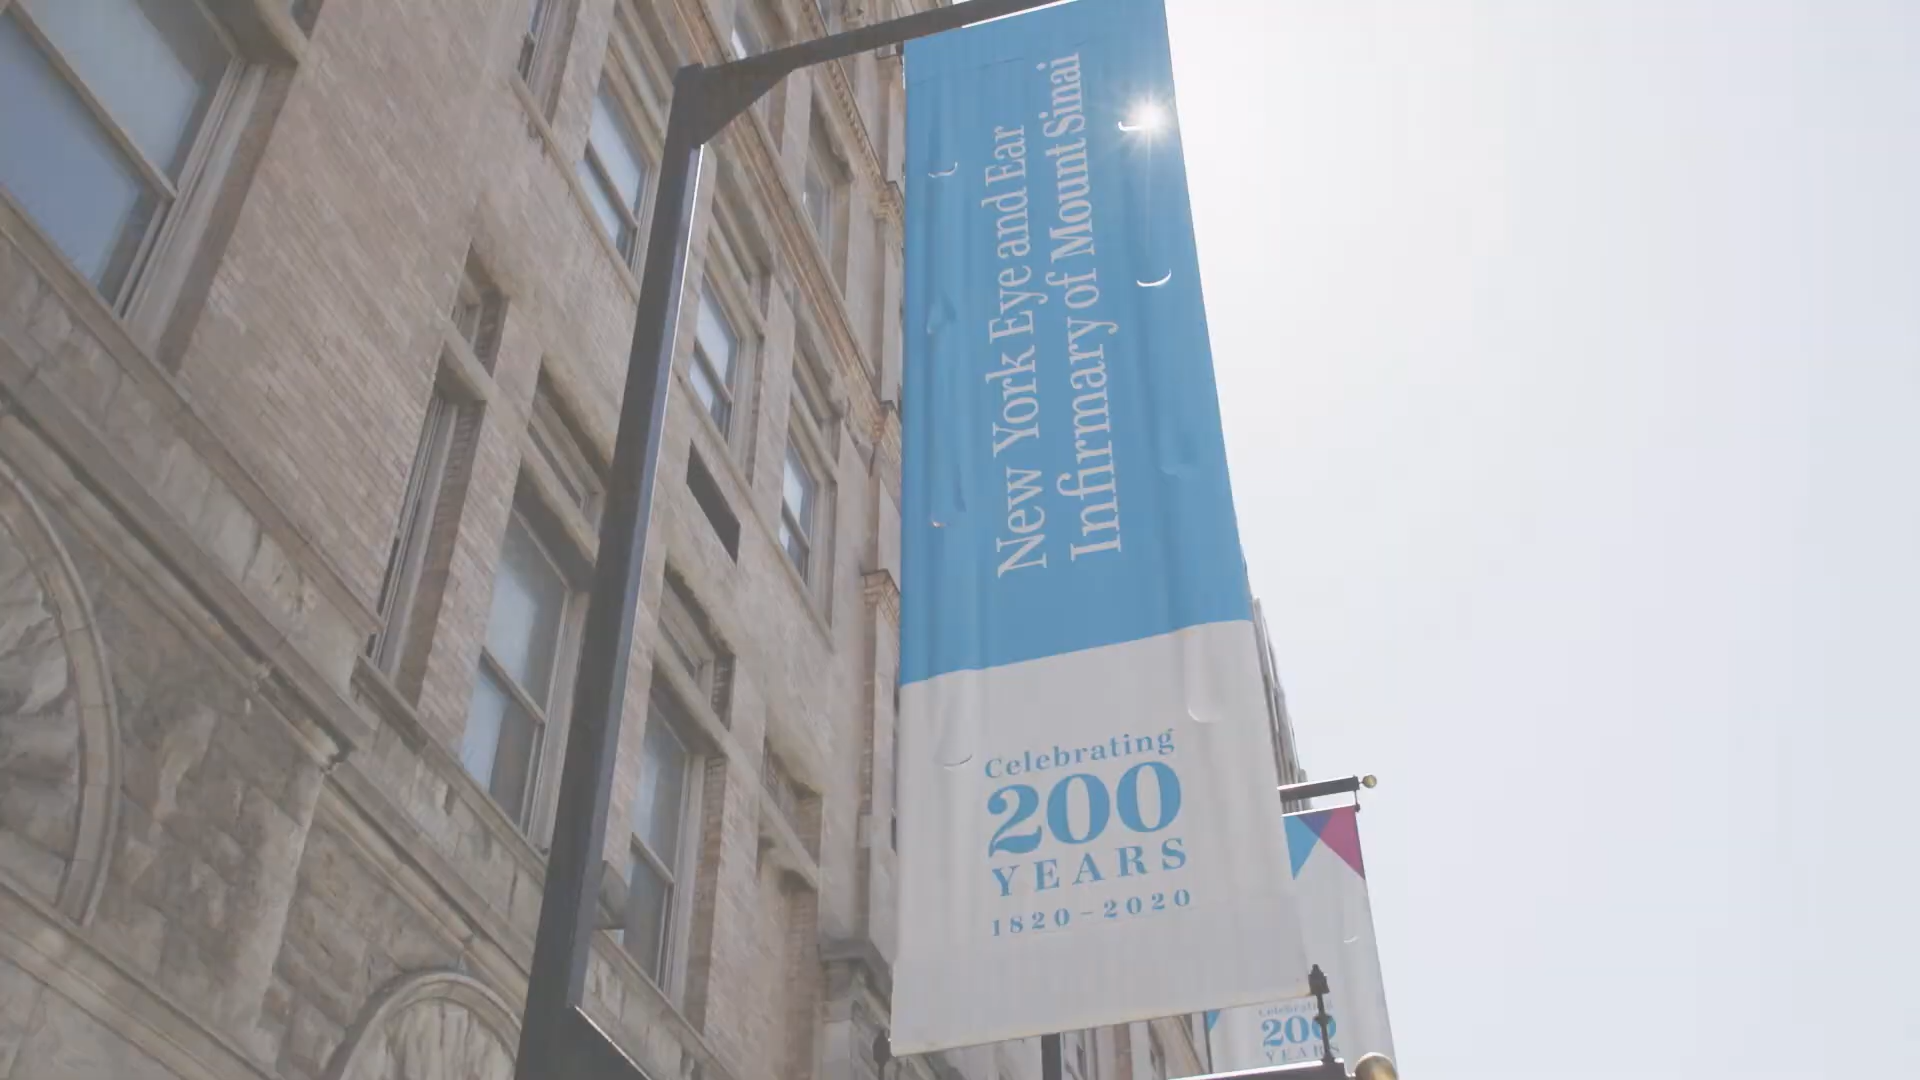 New York Eye and Ear
Infirmary of Mount Sinai
Celebrating
200
YEARS
1820-2020
Celebrating
200
YEARS